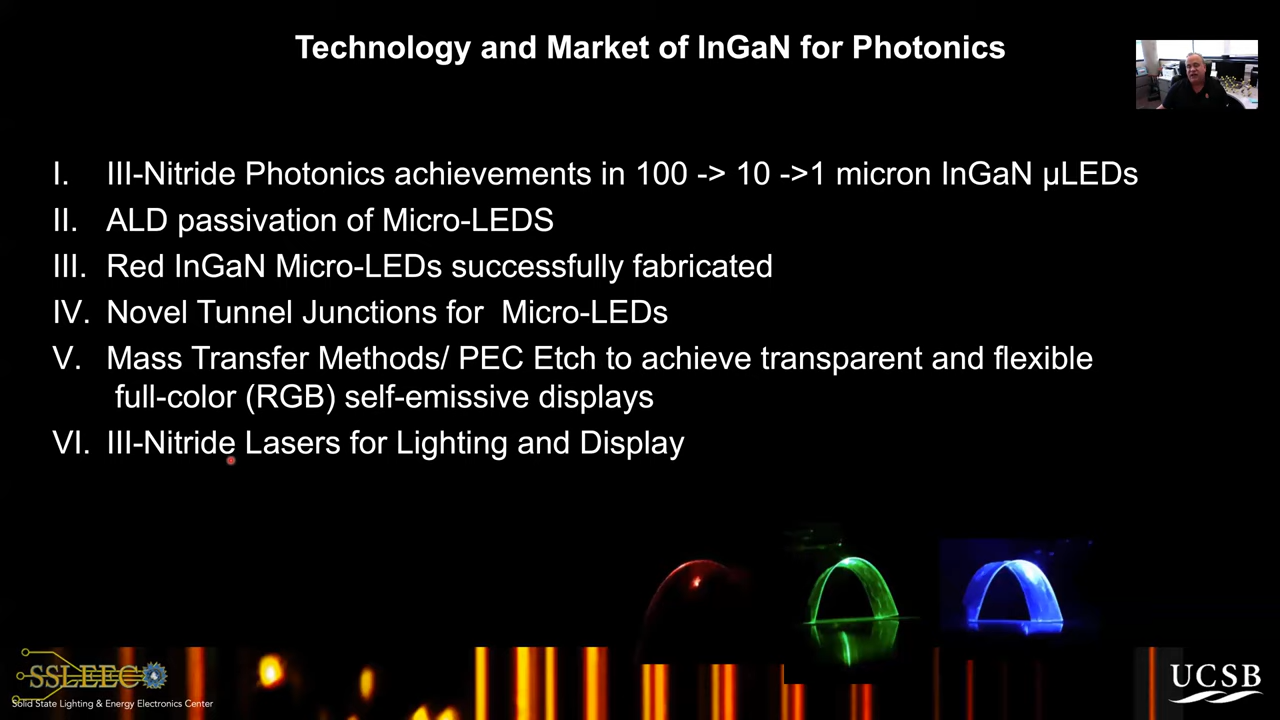 Technology and Market of InGaN for Photonics
I. III-Nitride Photonics achievements in 100 -> 10 ->1 micron InGaN µLEDs
II. ALD passivation of Micro-LEDS
III. Red InGaN Micro-LEDs successfully fabricated
IV. Novel Tunnel Junctions for  Micro-LEDs
V. Mass Transfer Methods/ PEC Etch to achieve transparent and flexible
full-color (RGB) self-emissive displays
VI. III-Nitride Lasers for Lighting and Display
SSLEEC
Solid State Lighting & Energy Electronics Center
UCSB